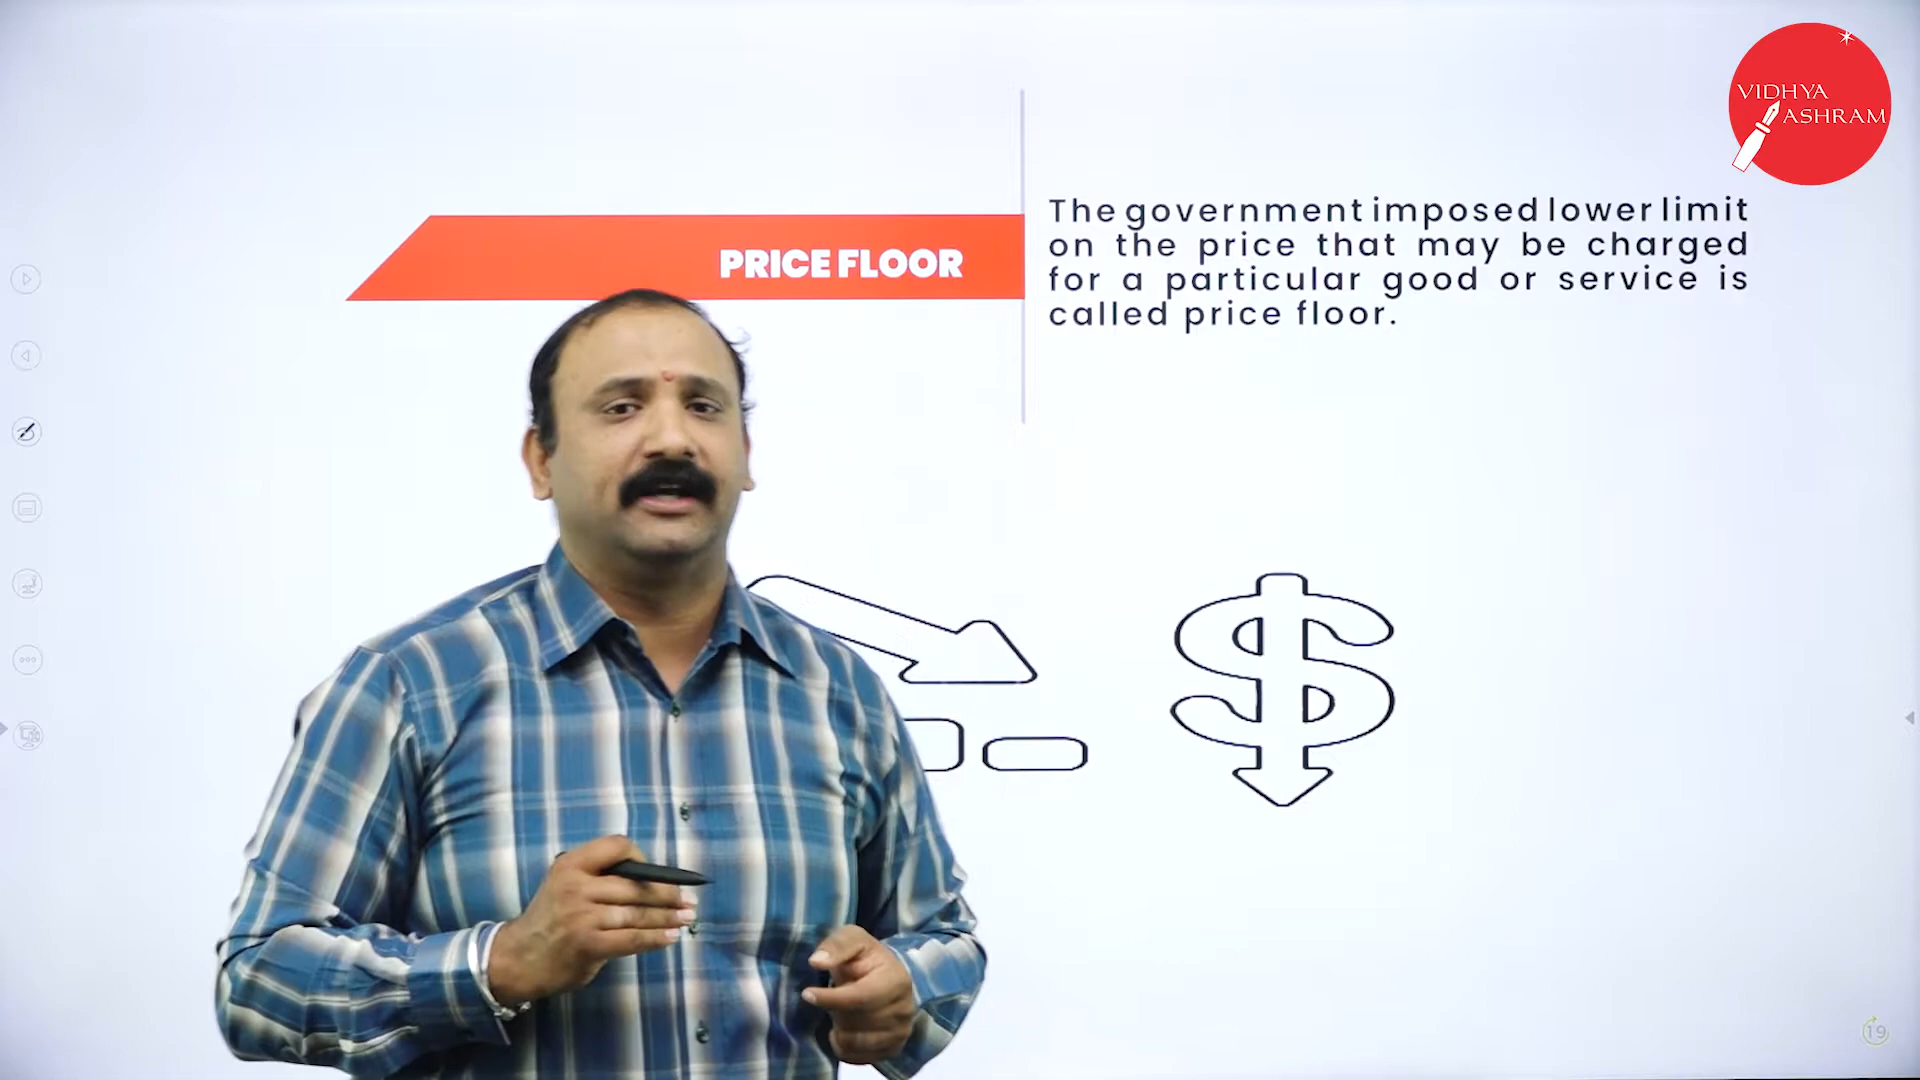 VIDHYA
ASHRAM
The government imposed lower limit
on the price that may be charged
PRICE FLOOR
for a particular good or service is
called price floor.
19